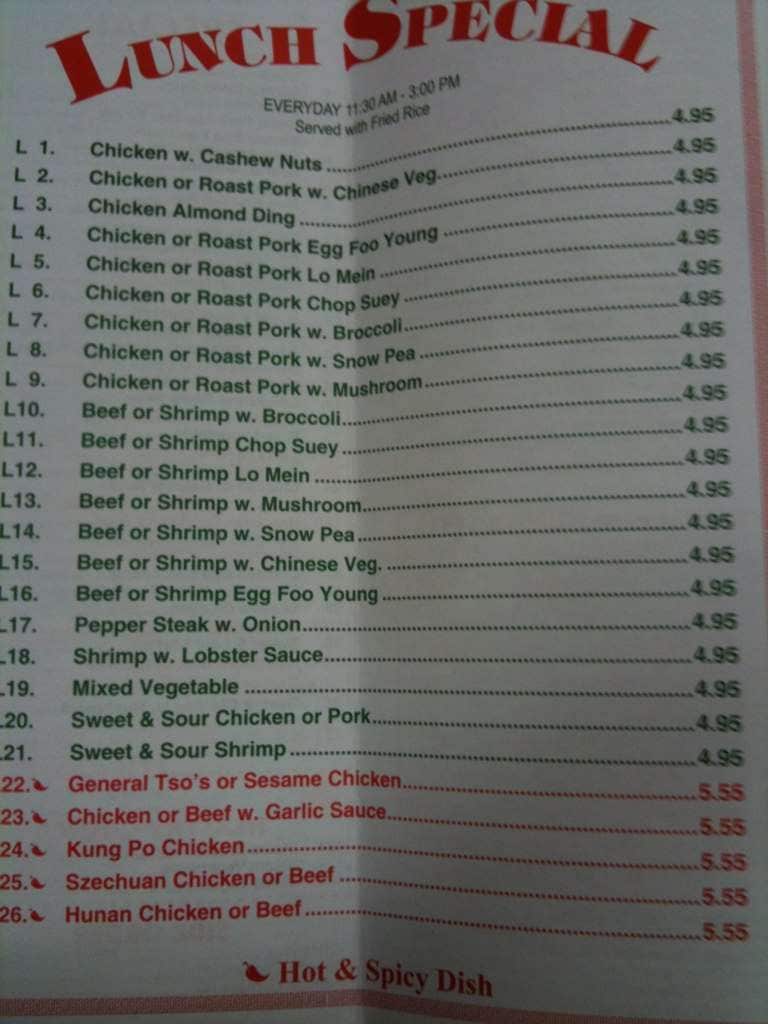 LUNCH SPECIAL
EVERYDAY 11:30 AM - 3:00 PM
Served with Fried Rice
L 1. Chicken w. Cashew Nuts 4.95
L 2. Chicken or Roast Pork w. Chinese Veg. 4.95
L 3. Chicken Almond Ding 4.95
L 4. Chicken or Roast Pork Egg Foo Young 4.95
L 5. Chicken or Roast Pork Lo Mein 4.95
L 6. Chicken or Roast Pork Chop Suey 4.95
L 7. Chicken or Roast Pork w. Broccoli 4.95
L 8. Chicken or Roast Pork w. Snow Pea 4.95
L 9. Chicken or Roast Pork w. Mushroom 4.95
L10. Beef or Shrimp w. Broccoli 4.95
L11. Beef or Shrimp Chop Suey 4.95
L12. Beef or Shrimp Lo Mein 4.95
L13. Beef or Shrimp w. Mushroom 4.95
L14. Beef or Shrimp w. Snow Pea 4.95
L15. Beef or Shrimp w. Chinese Veg. 4.95
L16. Beef or Shrimp Egg Foo Young 4.95
L17. Pepper Steak w. Onion 4.95
L18. Shrimp w. Lobster Sauce 4.95
L19. Mixed Vegetable 4.95
L20. Sweet & Sour Chicken or Pork 4.95
L21. Sweet & Sour Shrimp 4.95
22. General Tso's or Sesame Chicken 5.55
23. Chicken or Beef w. Garlic Sauce 5.55
24. Kung Po Chicken 5.55
25. Szechuan Chicken or Beef 5.55
26. Hunan Chicken or Beef 5.55
Hot & Spicy Dish